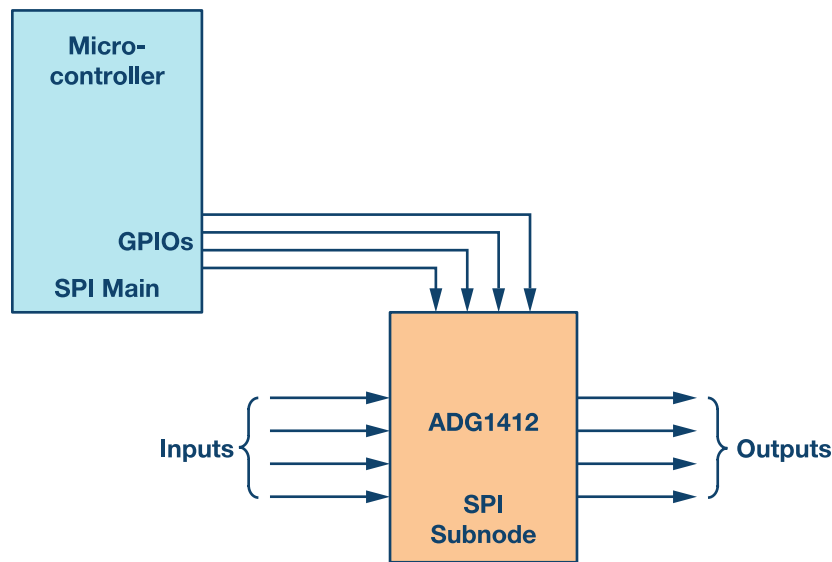 Micro-
controller
GPIOs
SPI Main
Inputs
ADG1412
SPI
Subnode
Outputs